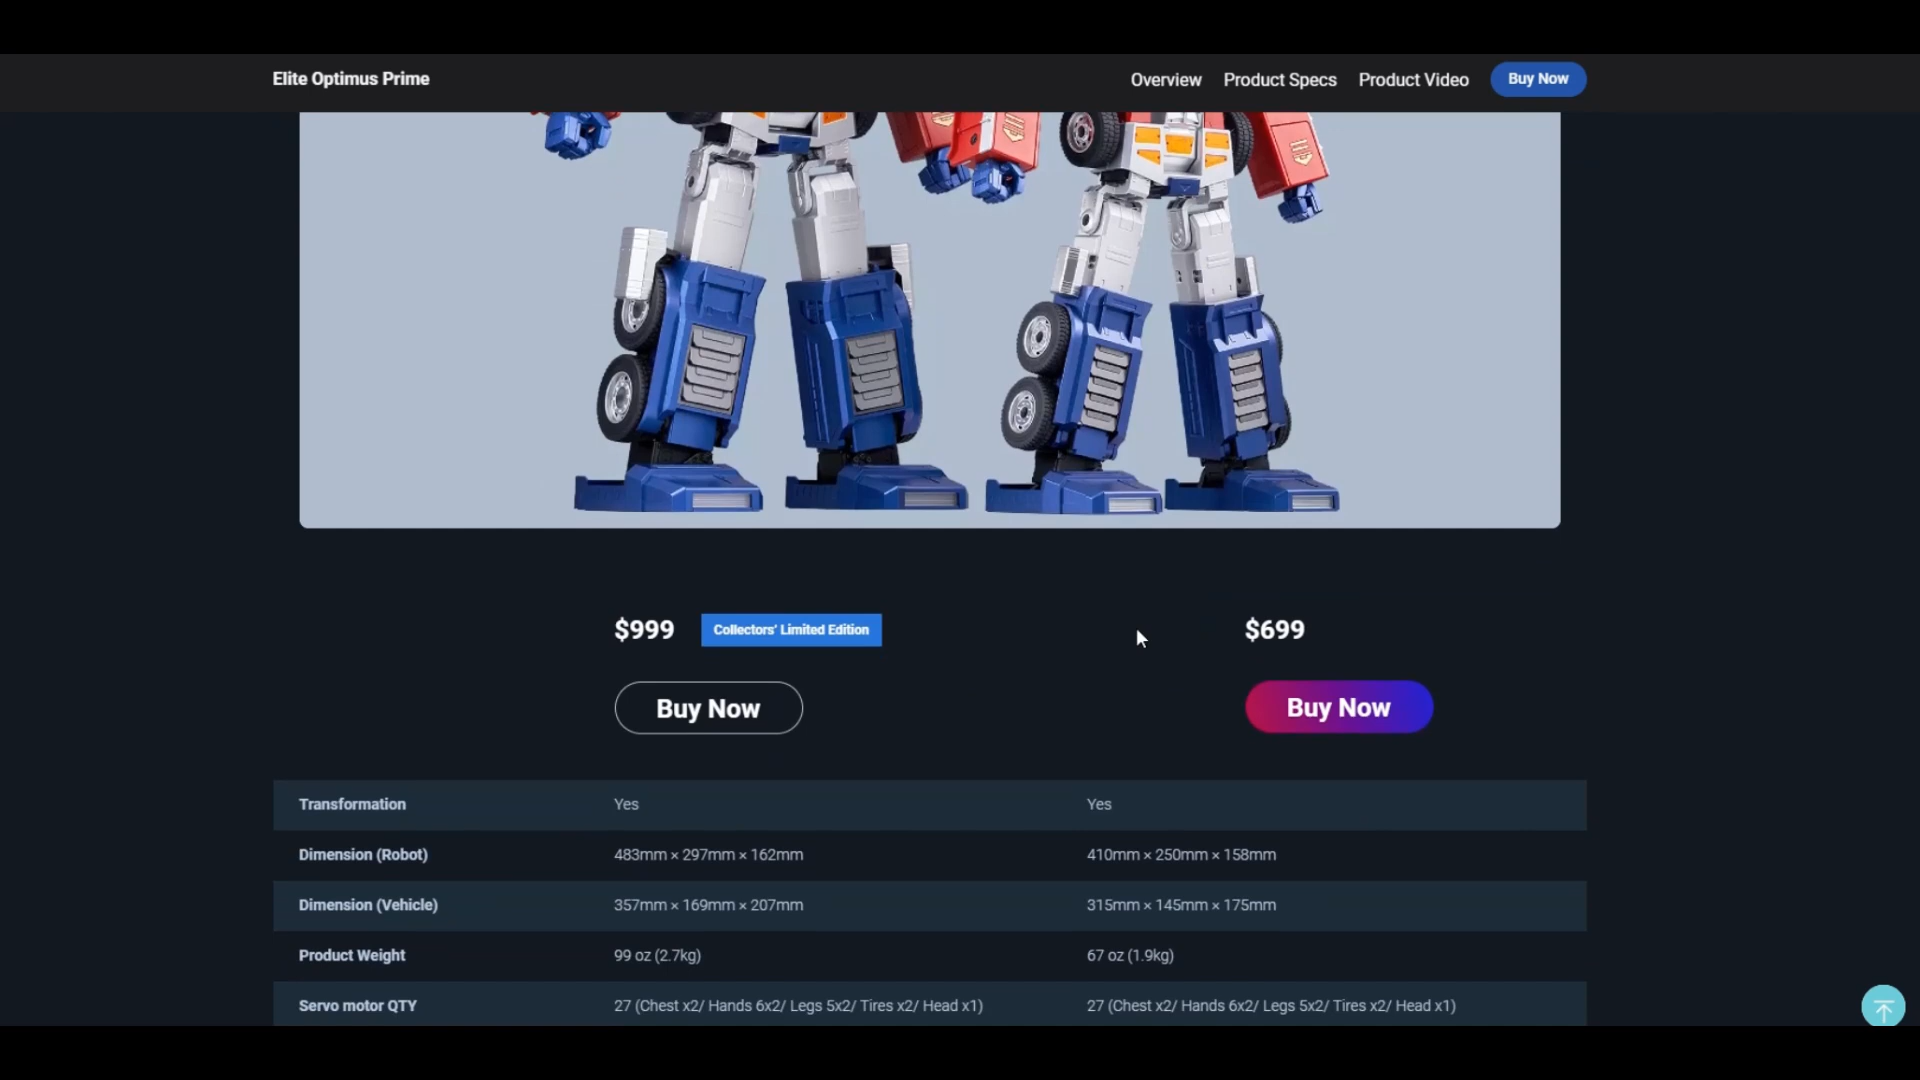 Elite Optimus Prime Overview Product Specs Product Video Buy Now
$999 Collectors' Limited Edition $699
Buy Now Buy Now
Transformation Yes Yes
Dimension (Robot) 483mm × 297mm × 162mm 410mm × 250mm × 158mm
Dimension (Vehicle) 357mm × 169mm × 207mm 315mm × 145mm × 175mm
Product Weight 99 oz (2.7kg) 67 oz (1.9kg)
Servo motor QTY 27 (Chest x2/ Hands 6x2/ Legs 5x2/ Tires x2/ Head x1) 27 (Chest x2/ Hands 6x2/ Legs 5x2/ Tires x2/ Head x1)